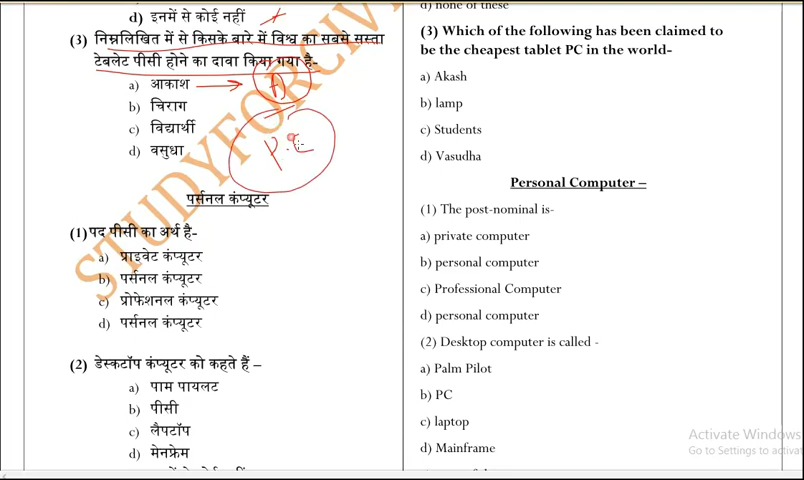 d) इनमें से कोई नहीं
(3) निम्नलिखित में से किसके बारे में विश्व का सबसे सस्ता
टेबलेट पीसी होने का दावा किया गया है-
a) आकाश
A)
b) चिराग
c) विद्यार्थी
d) वसुधा
P.C
पर्सनल कंप्यूटर
(1) पद पीसी का अर्थ है-
a) प्राइवेट कंप्यूटर
b) पर्सनल कंप्यूटर
c) प्रोफेशनल कंप्यूटर
d) पर्सनल कंप्यूटर
(2) डेस्कटॉप कंप्यूटर को कहते हैं –
a) पाम पायलट
b) पीसी
c) लैपटॉप
d) मेनफ्रेम
STUDYFORCIVIL
d) none of these
(3) Which of the following has been claimed to
be the cheapest tablet PC in the world-
a) Akash
b) lamp
c) Students
d) Vasudha
Personal Computer –
(1) The post-nominal is-
a) private computer
b) personal computer
c) Professional Computer
d) personal computer
(2) Desktop computer is called -
a) Palm Pilot
b) PC
c) laptop
d) Mainframe
Activate Windows
Go to Settings to activat